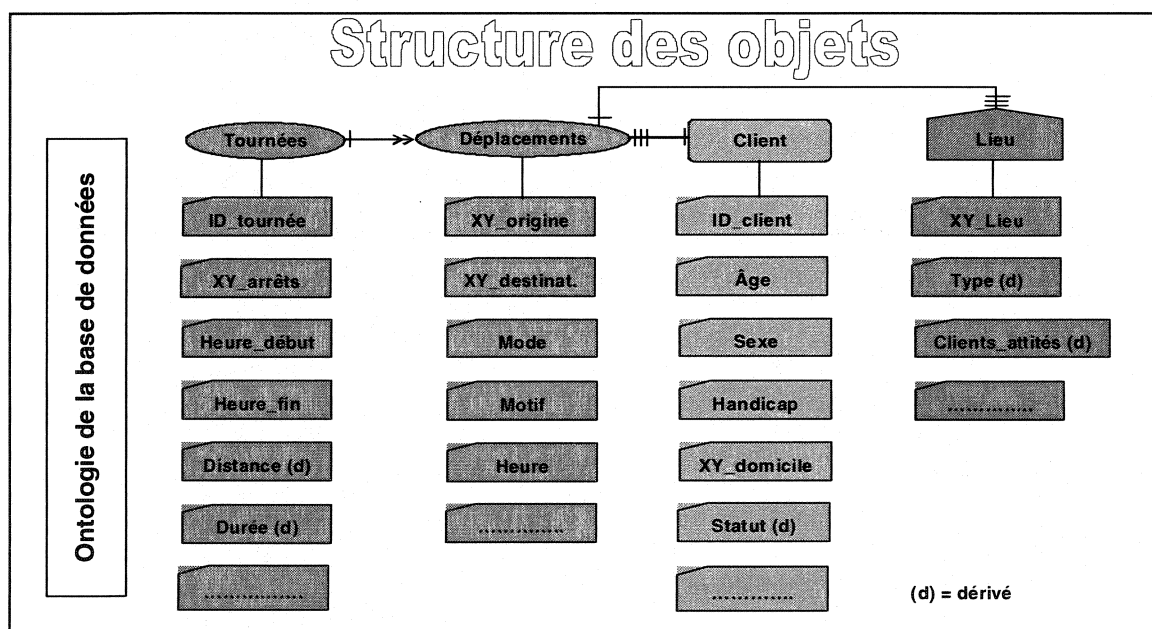 Structure des objets
Ontologie de la base de données
Tournées
Déplacements
Client
Lieu
ID_tournée
XY_origine
ID_client
XY_Lieu
XY_arrêts
XY_destinat.
Âge
Type (d)
Heure_début
Mode
Sexe
Clients_attités (d)
Heure_fin
Motif
Handicap
..............
Distance (d)
Heure
XY_domicile
Durée (d)
..............
Statut (d)
................
.............
(d) = dérivé